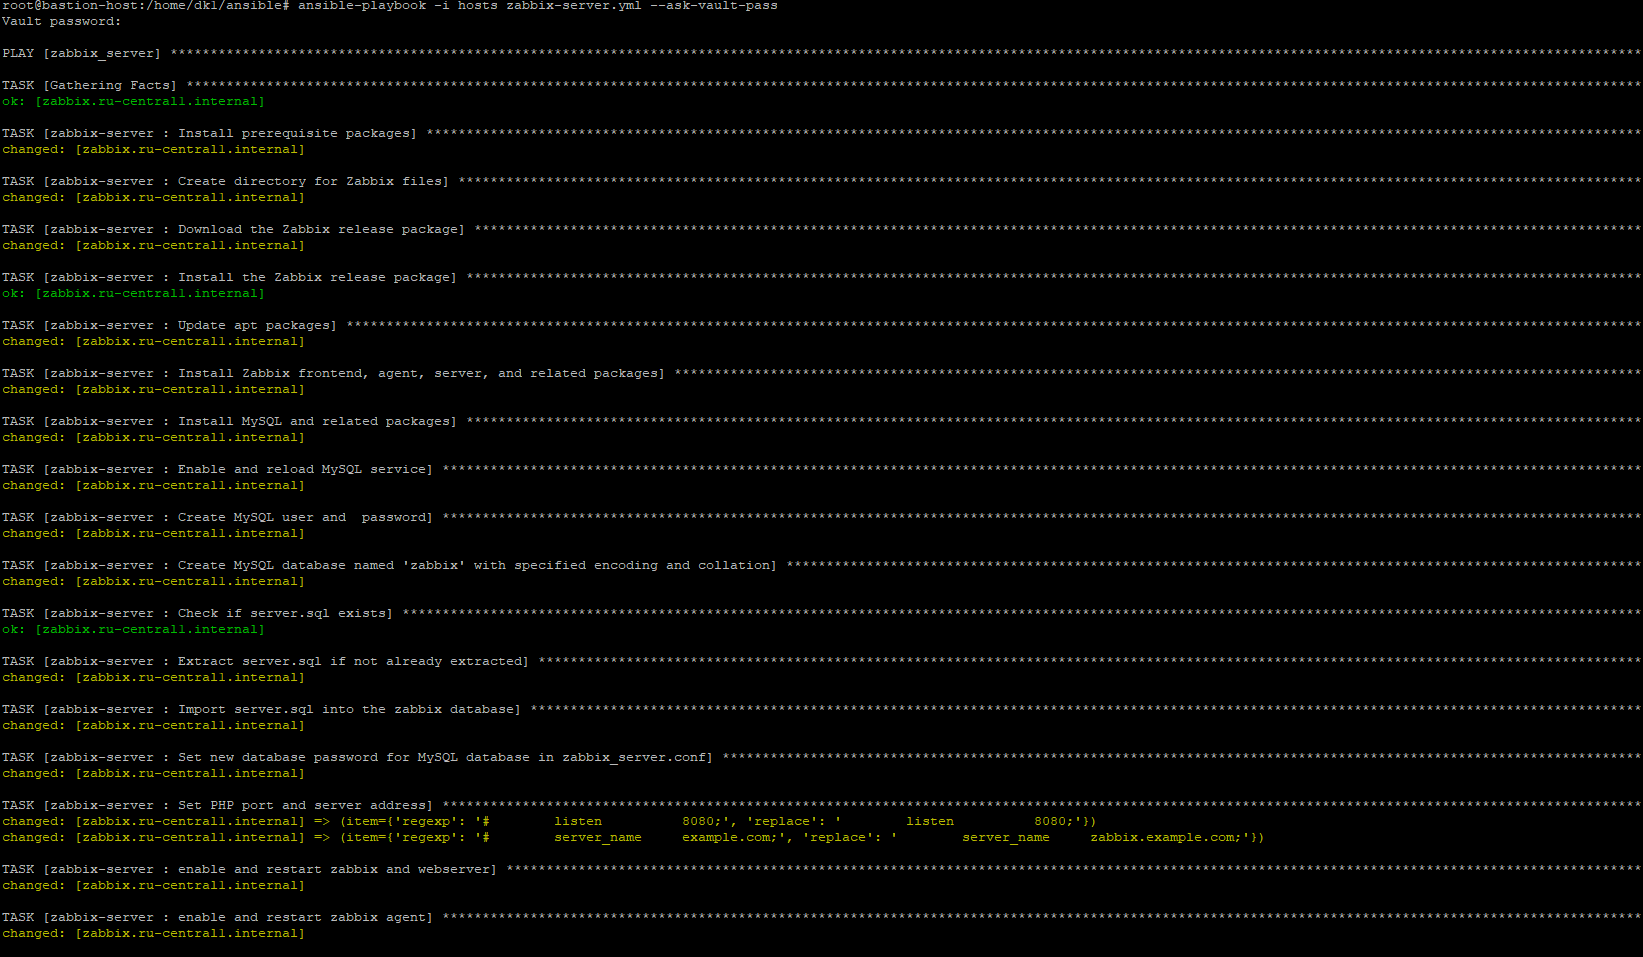 root@bastion-host:/home/dkl/ansible# ansible-playbook -i hosts zabbix-server.yml --ask-vault-pass
Vault password:
PLAY [zabbix_server] ****************************************************************************************************************************************************************************************
TASK [Gathering Facts] **************************************************************************************************************************************************************************************
ok: [zabbix.ru-central1.internal]
TASK [zabbix-server : Install prerequisite packages] ********************************************************************************************************************************************************
changed: [zabbix.ru-central1.internal]
TASK [zabbix-server : Create directory for Zabbix files] ****************************************************************************************************************************************************
changed: [zabbix.ru-central1.internal]
TASK [zabbix-server : Download the Zabbix release package] **************************************************************************************************************************************************
changed: [zabbix.ru-central1.internal]
TASK [zabbix-server : Install the Zabbix release package] ***************************************************************************************************************************************************
ok: [zabbix.ru-central1.internal]
TASK [zabbix-server : Update apt packages] ******************************************************************************************************************************************************************
changed: [zabbix.ru-central1.internal]
TASK [zabbix-server : Install Zabbix frontend, agent, server, and related packages] *************************************************************************************************************************
changed: [zabbix.ru-central1.internal]
TASK [zabbix-server : Install MySQL and related packages] ***************************************************************************************************************************************************
changed: [zabbix.ru-central1.internal]
TASK [zabbix-server : Enable and reload MySQL service] ******************************************************************************************************************************************************
changed: [zabbix.ru-central1.internal]
TASK [zabbix-server : Create MySQL user and  password] ******************************************************************************************************************************************************
changed: [zabbix.ru-central1.internal]
TASK [zabbix-server : Create MySQL database named 'zabbix' with specified encoding and collation] ***********************************************************************************************************
changed: [zabbix.ru-central1.internal]
TASK [zabbix-server : Check if server.sql exists] ***********************************************************************************************************************************************************
ok: [zabbix.ru-central1.internal]
TASK [zabbix-server : Extract server.sql if not already extracted] ******************************************************************************************************************************************
changed: [zabbix.ru-central1.internal]
TASK [zabbix-server : Import server.sql into the zabbix database] *******************************************************************************************************************************************
changed: [zabbix.ru-central1.internal]
TASK [zabbix-server : Set new database password for MySQL database in zabbix_server.conf] *******************************************************************************************************************
changed: [zabbix.ru-central1.internal]
TASK [zabbix-server : Set PHP port and server address] ******************************************************************************************************************************************************
changed: [zabbix.ru-central1.internal] => (item={'regexp': '#        listen          8080;', 'replace': '        listen          8080;'})
changed: [zabbix.ru-central1.internal] => (item={'regexp': '#        server_name     example.com;', 'replace': '        server_name     zabbix.example.com;'})
TASK [zabbix-server : enable and restart zabbix and webserver] **********************************************************************************************************************************************
changed: [zabbix.ru-central1.internal]
TASK [zabbix-server : enable and restart zabbix agent] ******************************************************************************************************************************************************
changed: [zabbix.ru-central1.internal]